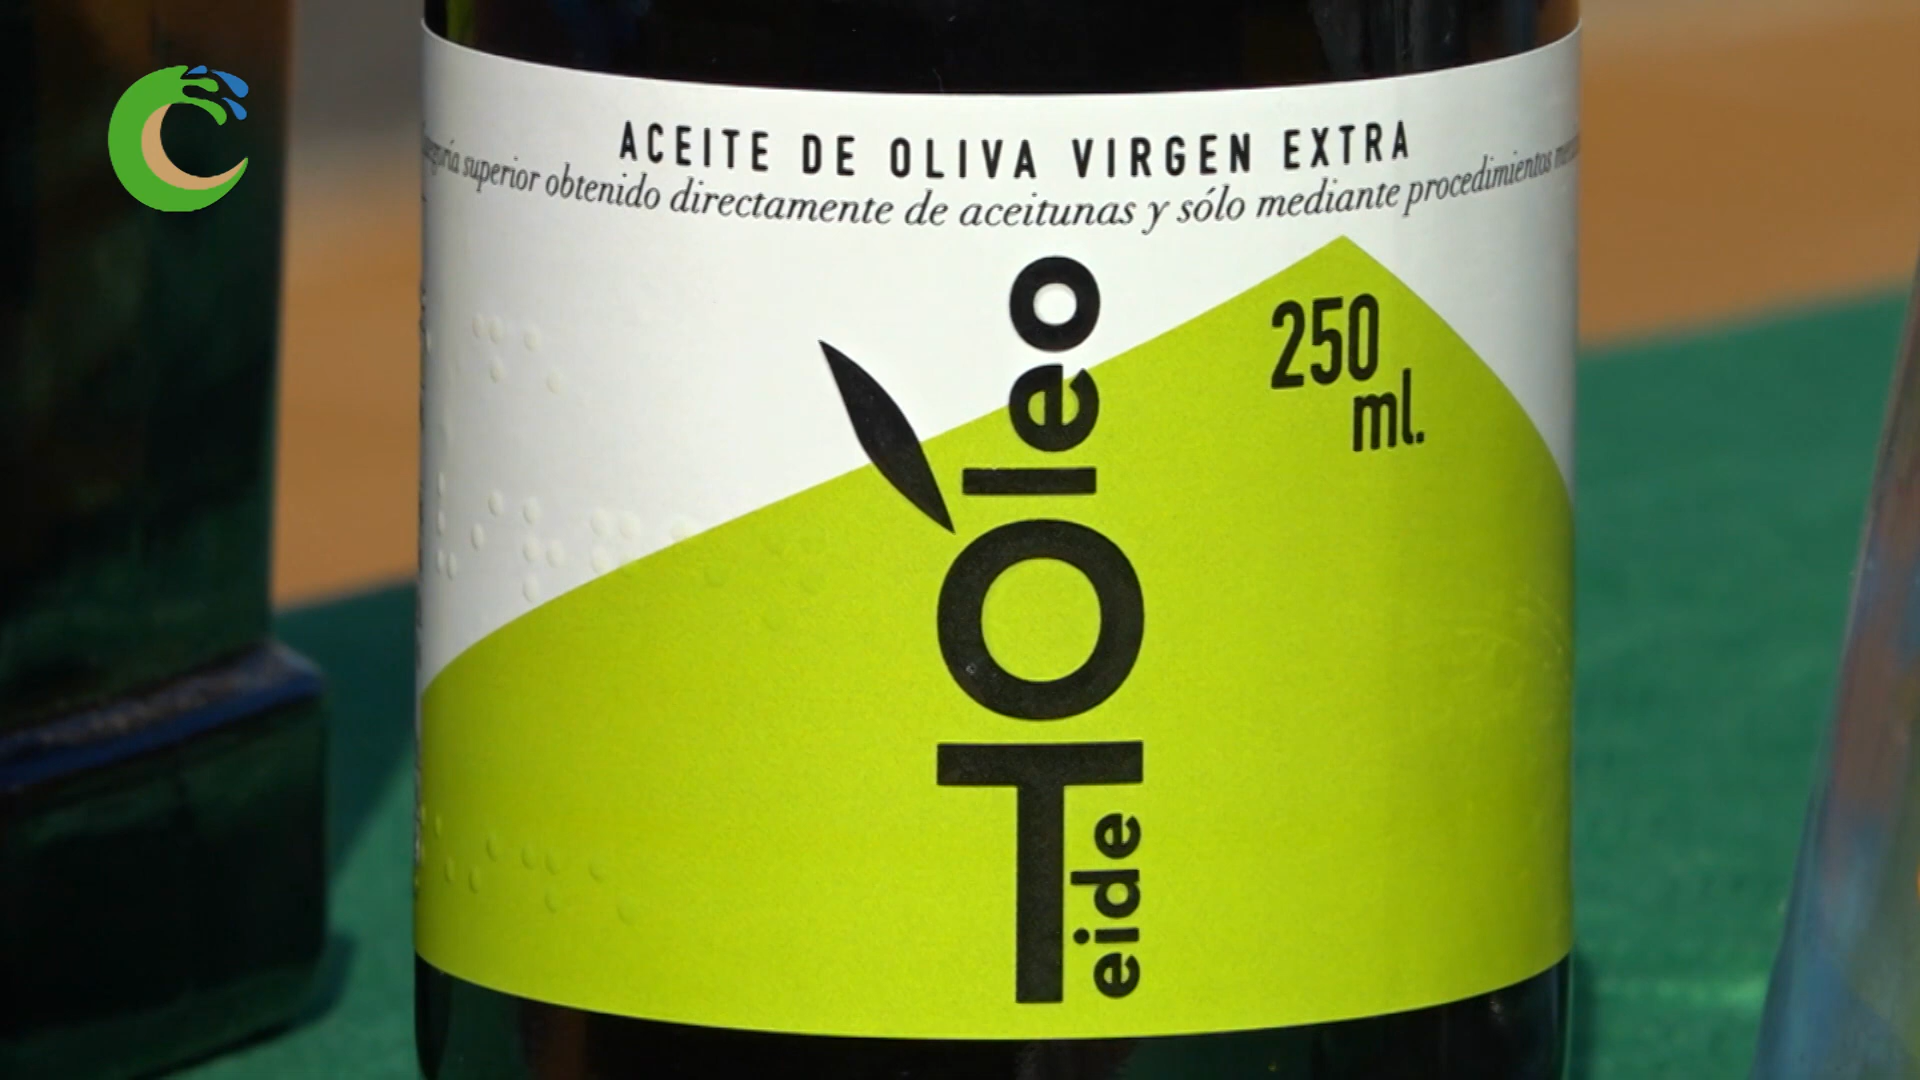 ACEITE DE OLIVA VIRGEN EXTRA
superior obtenido directamente de aceitunas y sólo mediante procedimientos
250
ml.
Óleo
Teide